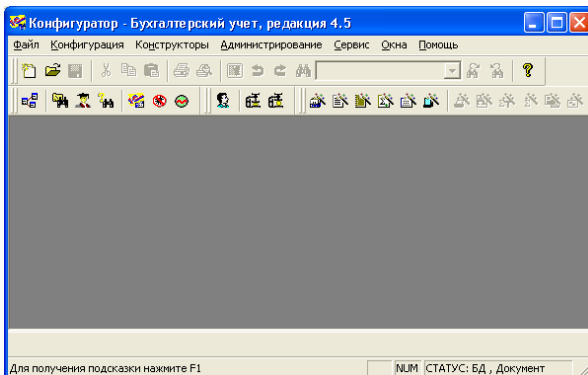 Конфигуратор - Бухгалтерский учет, редакция 4.5
Файл Конфигурация Конструкторы Администрирование Сервис Окна Помощь
Для получения подсказки нажмите F1 NUM СТАТУС: БД , Документ